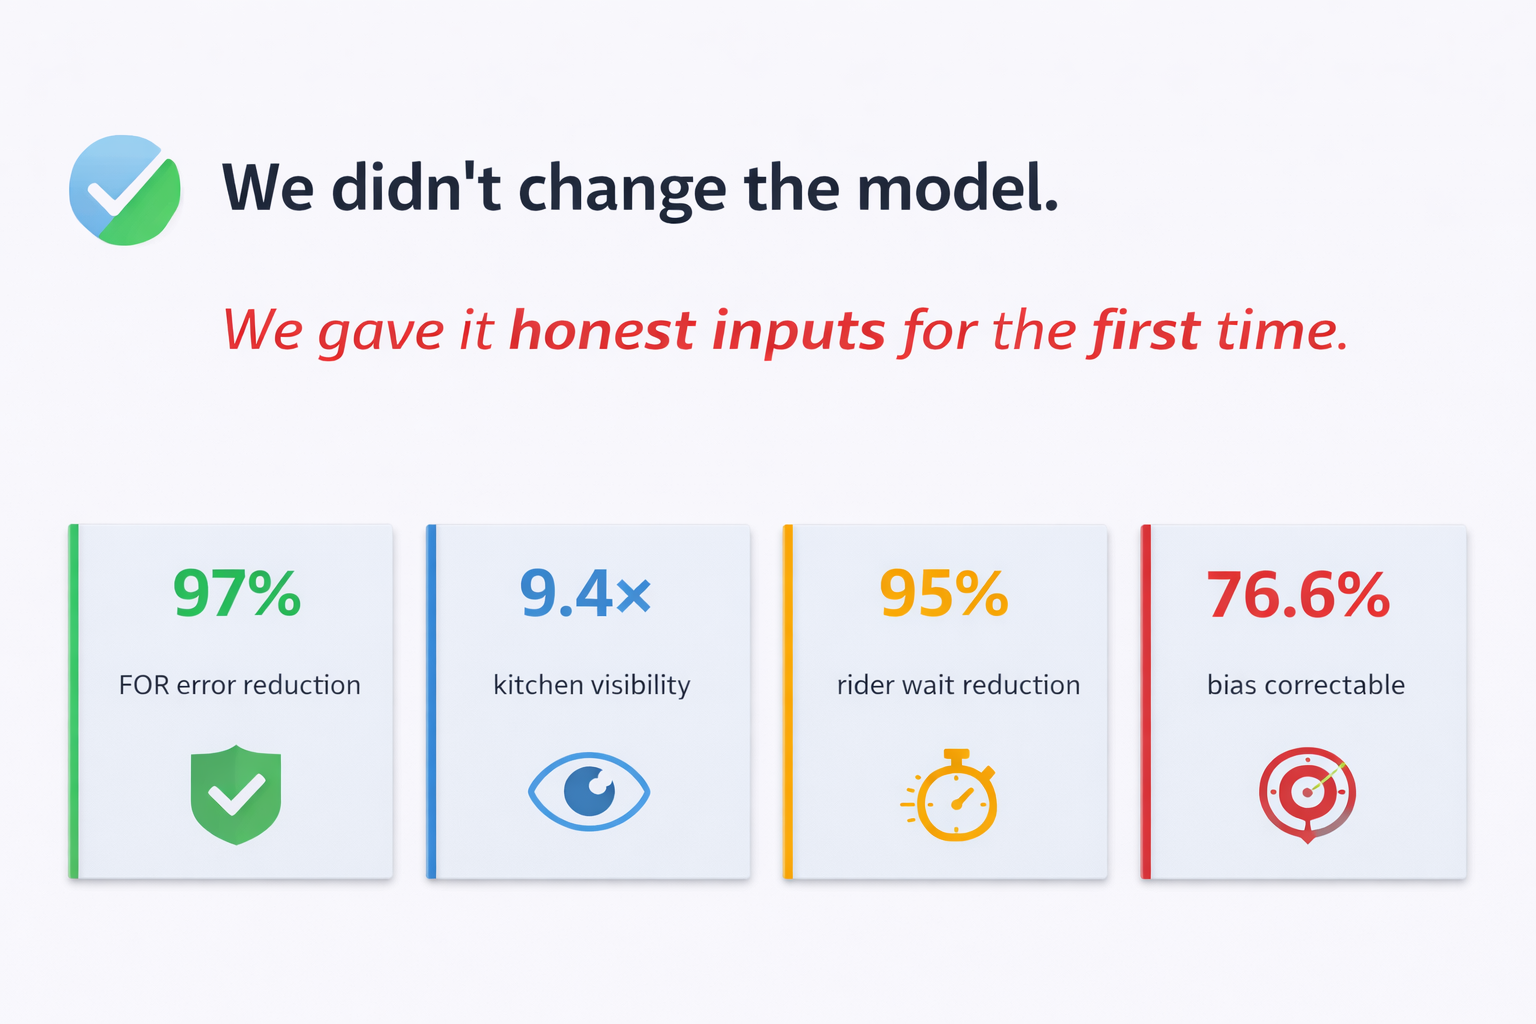 We didn't change the model.
We gave it honest inputs for the first time.
97%
FOR error reduction
9.4×
kitchen visibility
95%
rider wait reduction
76.6%
bias correctable